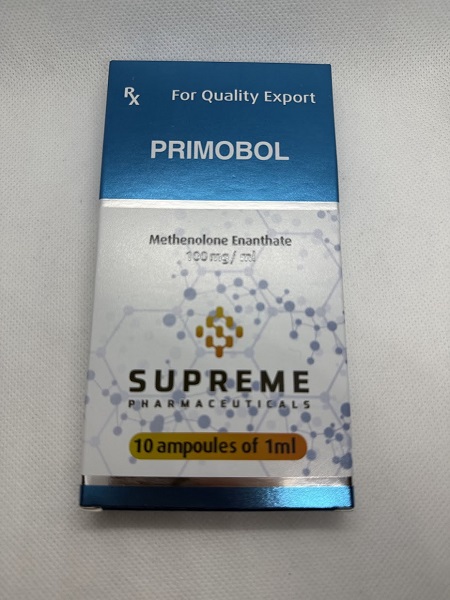 Rx For Quality Export
PRIMOBOL
Methenolone Enanthate
100mg/ ml
SUPREME
PHARMACEUTICALS
10 ampoules of 1ml